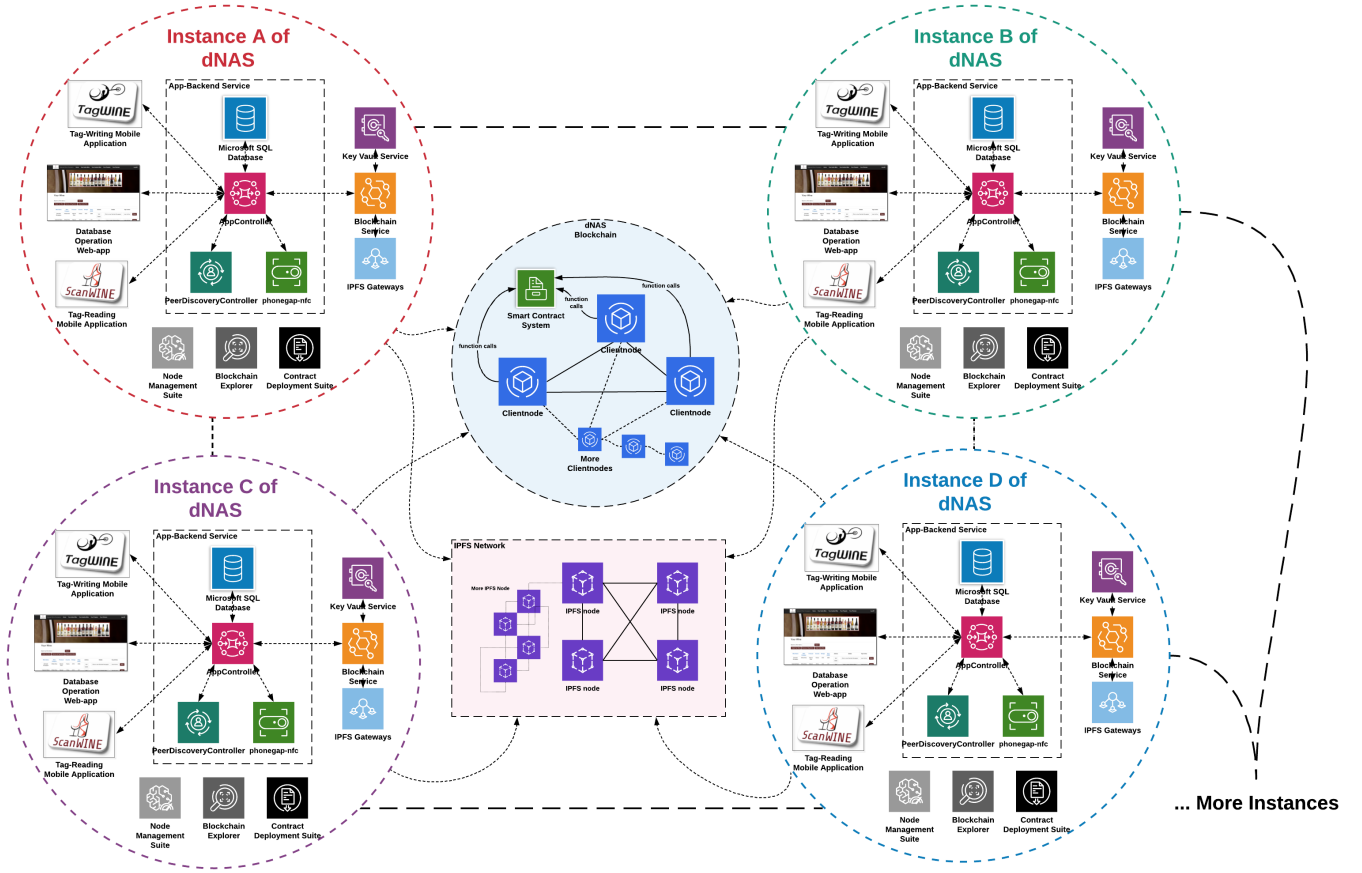 Instance A of
dNAS
App-Backend Service
TagWINE
Tag-Writing Mobile
Application
Microsoft SQL
Database
Key Vault Service
AppController
Blockchain
Service
Database
Operation
Web-app
ScanWINE
Tag-Reading
Mobile Application
PeerDiscoveryController
phonegap-nfc
IPFS Gateways
Node
Management
Suite
Blockchain
Explorer
Contract
Deployment Suite
Instance B of
dNAS
App-Backend Service
TagWINE
Tag-Writing Mobile
Application
Microsoft SQL
Database
Key Vault Service
AppController
Blockchain
Service
Database
Operation
Web-app
ScanWINE
Tag-Reading
Mobile Application
PeerDiscoveryController
phonegap-nfc
IPFS Gateways
Node
Management
Suite
Blockchain
Explorer
Contract
Deployment Suite
dNAS
Blockchain
Smart Contract
System
function
calls
function calls
function calls
Clientnode
Clientnode
Clientnode
More
Clientnodes
IPFS Network
More IPFS Node
IPFS node
IPFS node
IPFS node
IPFS node
Instance C of
dNAS
App-Backend Service
TagWINE
Tag-Writing Mobile
Application
Microsoft SQL
Database
Key Vault Service
AppController
Blockchain
Service
Database
Operation
Web-app
ScanWINE
Tag-Reading
Mobile Application
PeerDiscoveryController
phonegap-nfc
IPFS Gateways
Node
Management
Suite
Blockchain
Explorer
Contract
Deployment Suite
Instance D of
dNAS
App-Backend Service
TagWINE
Tag-Writing Mobile
Application
Microsoft SQL
Database
Key Vault Service
AppController
Blockchain
Service
Database
Operation
Web-app
ScanWINE
Tag-Reading
Mobile Application
PeerDiscoveryController
phonegap-nfc
IPFS Gateways
Node
Management
Suite
Blockchain
Explorer
Contract
Deployment Suite
... More Instances